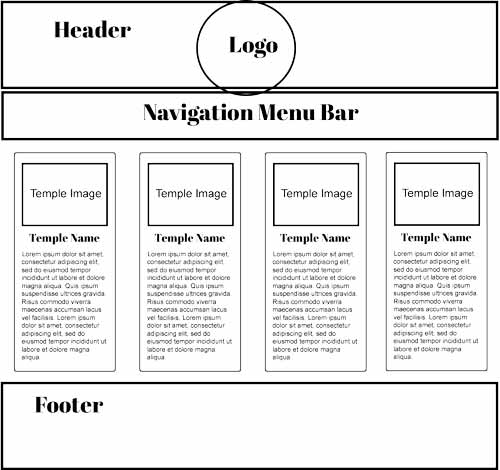 Header
Logo
Navigation Menu Bar
Temple Image
Temple Name
Lorem ipsum dolor sit amet,
consectetur adipiscing elit,
sed do eiusmod tempor
incididunt ut labore et dolore
magna aliqua. Quis ipsum
suspendisse ultrices gravida.
Risus commodo viverra
maecenas accumsan lacus
vel facilisis. Lorem ipsum
dolor sit amet, consectetur
adipiscing elit, sed do
eiusmod tempor incididunt ut
labore et dolore magna
aliqua.
Temple Image
Temple Name
Lorem ipsum dolor sit amet,
consectetur adipiscing elit,
sed do eiusmod tempor
incididunt ut labore et dolore
magna aliqua. Quis ipsum
suspendisse ultrices gravida.
Risus commodo viverra
maecenas accumsan lacus
vel facilisis. Lorem ipsum
dolor sit amet, consectetur
adipiscing elit, sed do
eiusmod tempor incididunt ut
labore et dolore magna
aliqua.
Temple Image
Temple Name
Lorem ipsum dolor sit amet,
consectetur adipiscing elit,
sed do eiusmod tempor
incididunt ut labore et dolore
magna aliqua. Quis ipsum
suspendisse ultrices gravida.
Risus commodo viverra
maecenas accumsan lacus
vel facilisis. Lorem ipsum
dolor sit amet, consectetur
adipiscing elit, sed do
eiusmod tempor incididunt ut
labore et dolore magna
aliqua.
Temple Image
Temple Name
Lorem ipsum dolor sit amet,
consectetur adipiscing elit,
sed do eiusmod tempor
incididunt ut labore et dolore
magna aliqua. Quis ipsum
suspendisse ultrices gravida.
Risus commodo viverra
maecenas accumsan lacus
vel facilisis. Lorem ipsum
dolor sit amet, consectetur
adipiscing elit, sed do
eiusmod tempor incididunt ut
labore et dolore magna
aliqua.
Footer